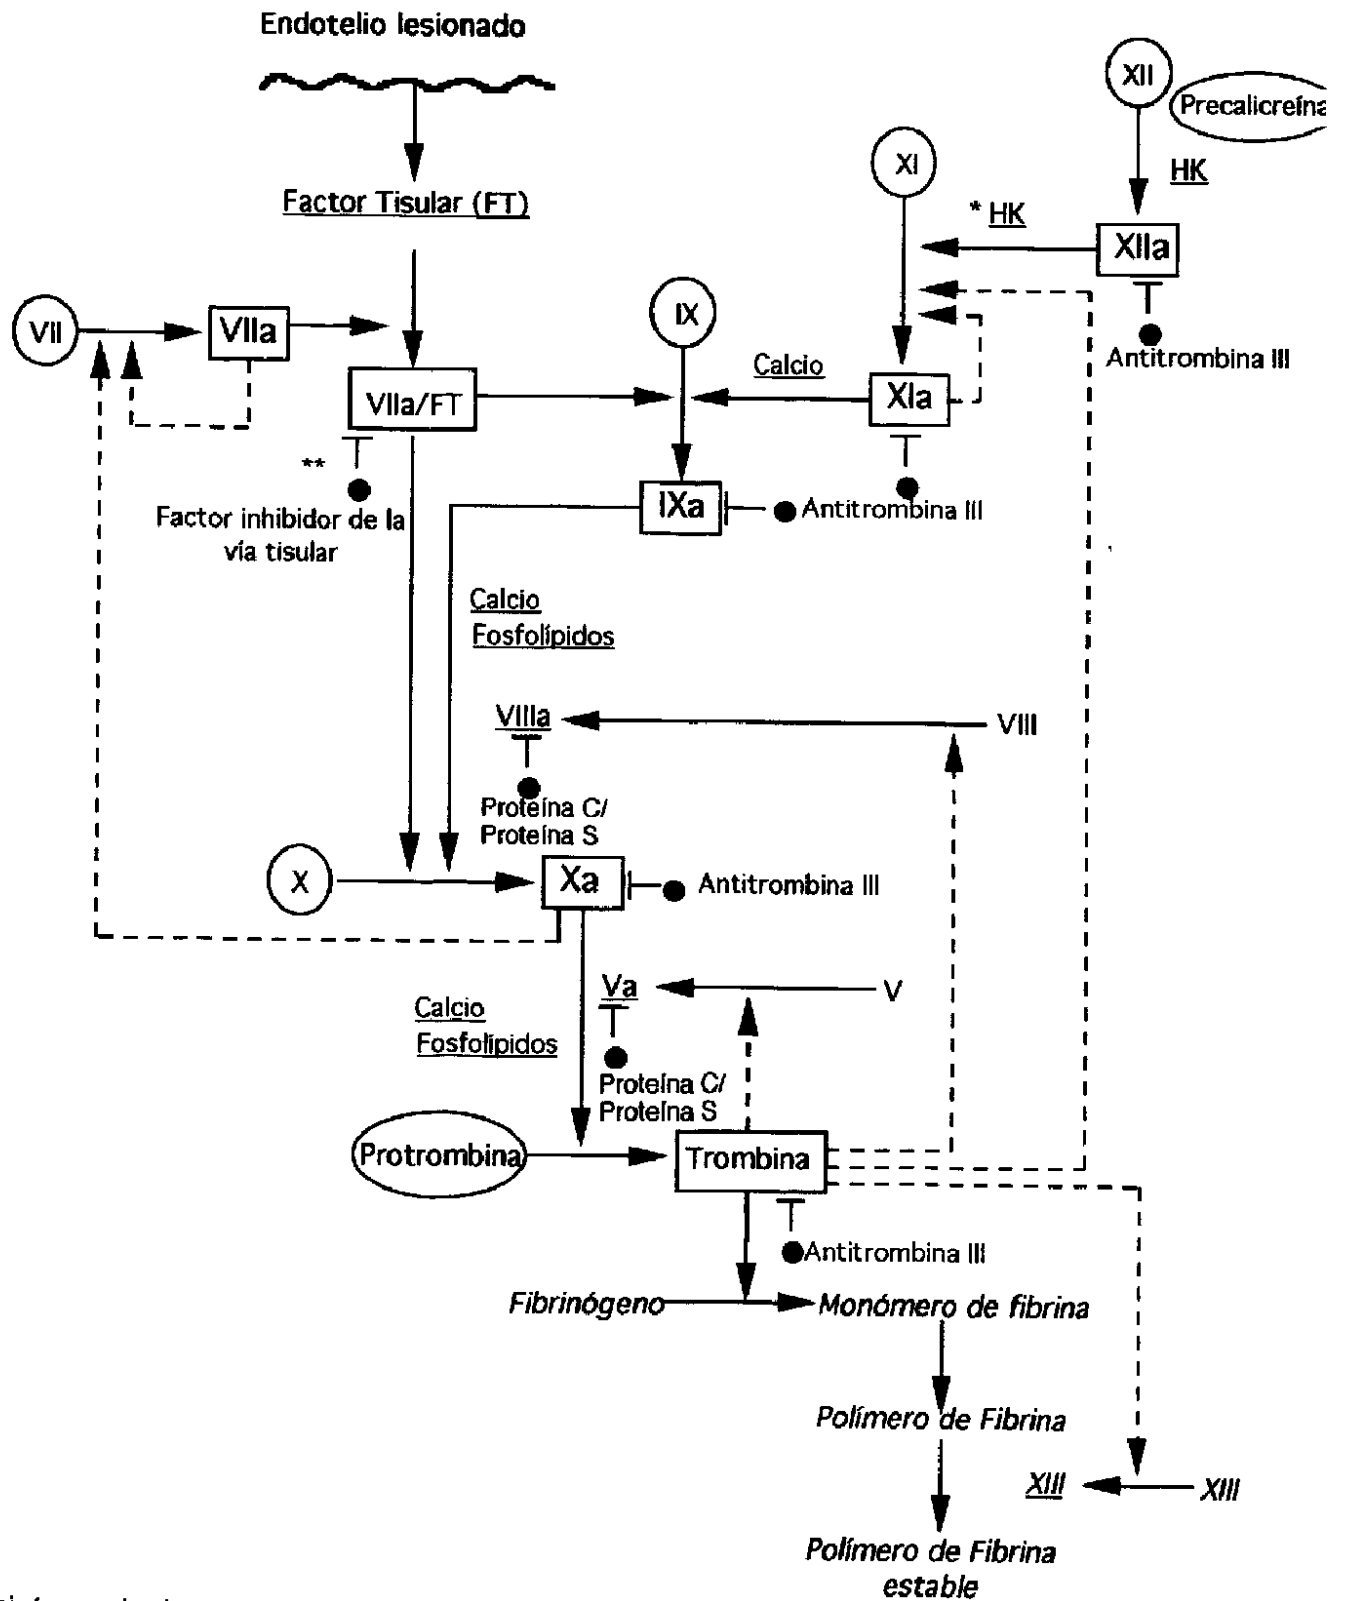 Endotelio lesionado
XII
Precalicreína
XI
HK
Factor Tisular (FT)
* HK
XIIa
IX
VII
VIIa
Antitrombina III
Calcio
VIIa/FT
XIa
**
IXa
Antitrombina III
Factor inhibidor de la
vía tisular
Calcio
Fosfolípidos
VIIIa
VIII
Proteína C/
Proteína S
X
Xa
Antitrombina III
Va
V
Calcio
Fosfolípidos
Proteína C/
Proteína S
Protrombina
Trombina
Antitrombina III
Fibrinógeno
Monómero de fibrina
Polímero de Fibrina
XIII
XIII
Polímero de Fibrina
estable